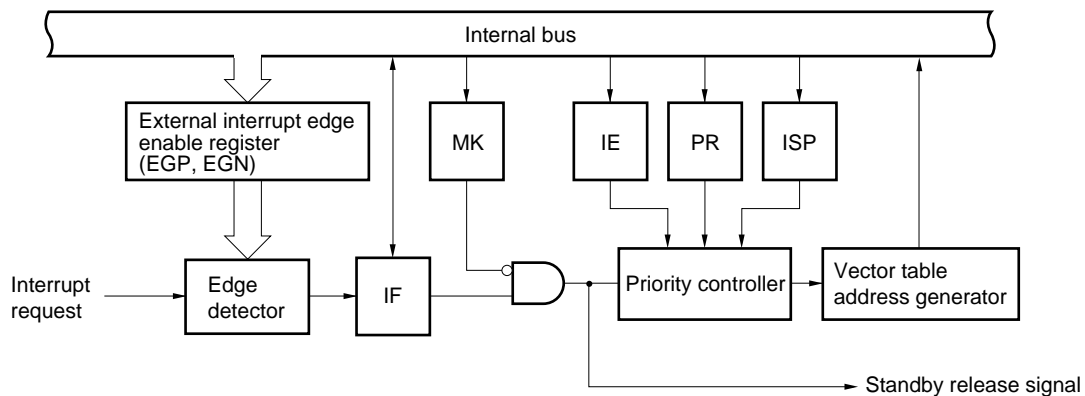 Internal bus
External interrupt edge
enable register
(EGP, EGN)
MK
IE
PR
ISP
Interrupt
request
Edge
detector
IF
Priority controller
Vector table
address generator
Standby release signal